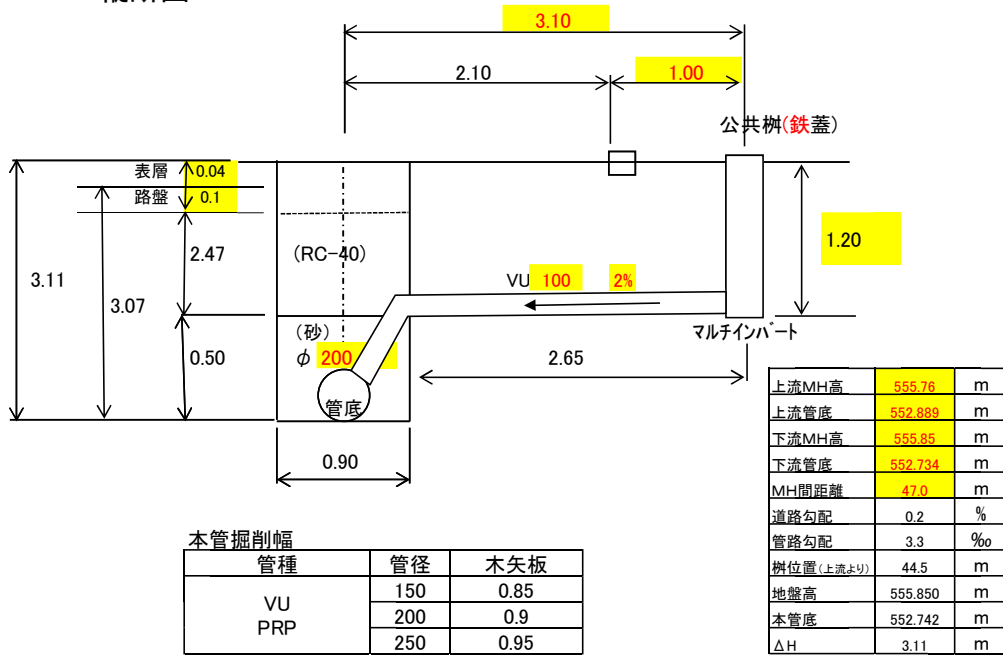 3.10
2.10
1.00
公共桝(鉄蓋)
表層 0.04
路盤 0.1
2.47
(RC-40)
1.20
3.11
3.07
VU 100 2%
(砂)
マルチインバート
0.50
φ 200
2.65
管底
0.90
上流MH高 555.76 m
上流管底 552.889 m
下流MH高 555.85 m
下流管底 552.734 m
MH間距離 47.0 m
道路勾配 0.2 %
管路勾配 3.3 ‰
桝位置(上流より) 44.5 m
地盤高 555.850 m
本管底 552.742 m
ΔH 3.11 m
本管掘削幅
管種 管径 木矢板
VU
PRP
150 0.85
200 0.9
250 0.95